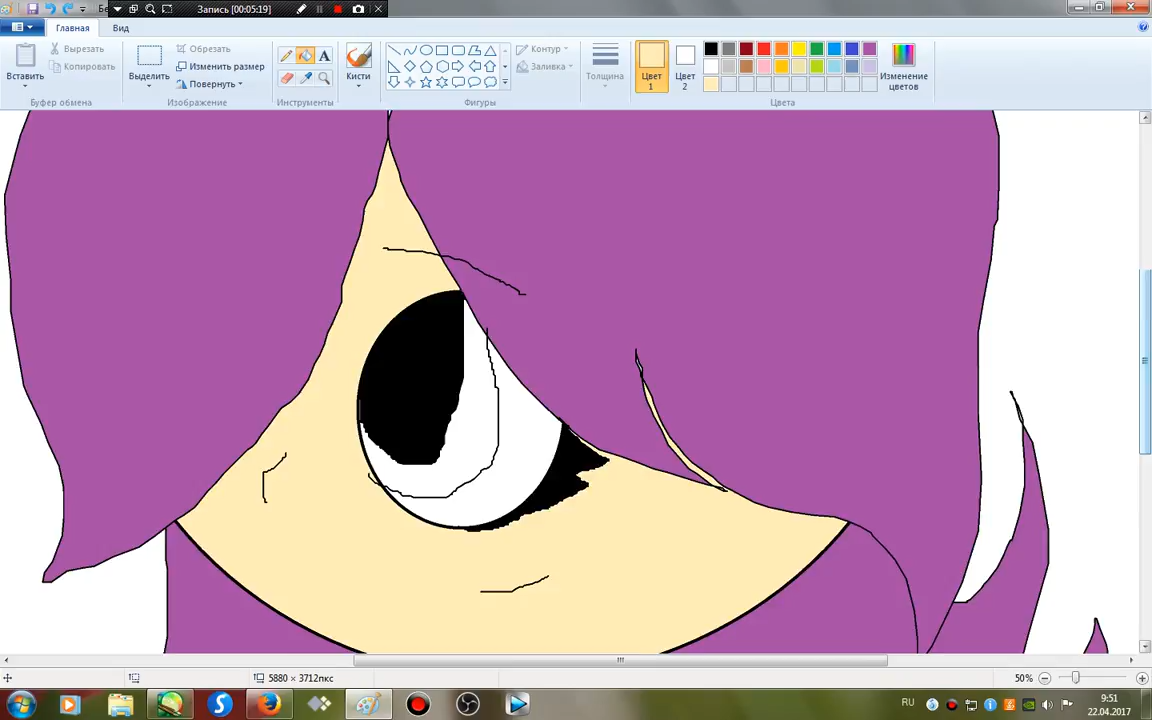 Запись [00:05:19]
Главная
Вид
Вставить
Вырезать
Копировать
Буфер обмена
Выделить
Обрезать
Изменить размер
Повернуть
Изображение
Инструменты
Кисти
Контур
Заливка
Фигуры
Толщина
Цвет
1
Цвет
2
Изменение
цветов
Цвета
5880 × 3712пкс
50%
RU
9:51
22.04.2017